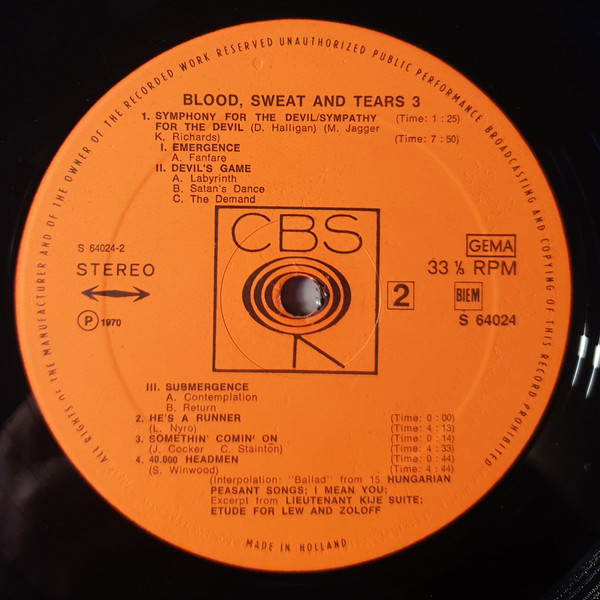 ALL RIGHTS OF THE MANUFACTURER AND OF THE OWNER OF THE RECORDED WORK RESERVED UNAUTHORIZED PUBLIC PERFORMANCE BROADCASTING AND COPYING OF THIS RECORD PROHIBITED
BLOOD, SWEAT AND TEARS 3
1. SYMPHONY FOR THE DEVIL/SYMPATHY (Time: 1 : 25)
FOR THE DEVIL (D. Halligan) (M. Jagger
K. Richards) (Time: 7 : 50)
I. EMERGENCE
A. Fanfare
II. DEVIL'S GAME
A. Labyrinth
B. Satan's Dance
C. The Demand
CBS
S 64024-2
STEREO
P 1970
GEMA
33 ⅓ RPM
2 BIEM
S 64024
III. SUBMERGENCE
A. Contemplation
B. Return
2. HE'S A RUNNER (Time: 0 : 00)
(L. Nyro) (Time: 4 : 13)
3. SOMETHIN' COMIN' ON (Time: 0 : 14)
(J. Cocker C. Stainton) (Time: 4 : 33)
4. 40.000 HEADMEN (Time: 0 : 44)
(S. Winwood) (Time: 4 : 44)
(Interpolation: "Ballad" from 15 HUNGARIAN
PEASANT SONGS; I MEAN YOU;
Excerpt from LIEUTENANT KIJE SUITE;
ETUDE FOR LEW AND ZOLOFF
MADE IN HOLLAND